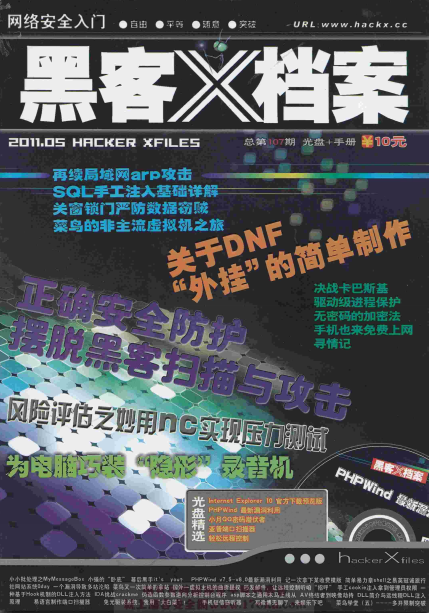 网络安全入门 ●自由 ●平等 ●随意 ●突破
URL:www.hackx.cc
黑客X档案
2011.05 HACKER XFILES
总第107期 光盘+手册 ¥10元
再续局域网arp攻击
SQL手工注入基础详解
关窗锁门严防数据窃贼
菜鸟的非主流虚拟机之旅
关于DNF
“外挂”的简单制作
决战卡巴斯基
驱动级进程保护
无密码的加密法
手机也来免费上网
寻情记
正确安全防护
摆脱黑客扫描与攻击
风险评估之妙用nc实现压力测试
为电脑巧装“隐形”录音机
光盘精选
Internet Explorer 10 官方下载预览版
PHPWind 最新漏洞利用
小月QQ密码潜伏者
蓝客端口扫描器
轻松远程控制
黑客X档案
PHPWind 最新
hacker Xfiles